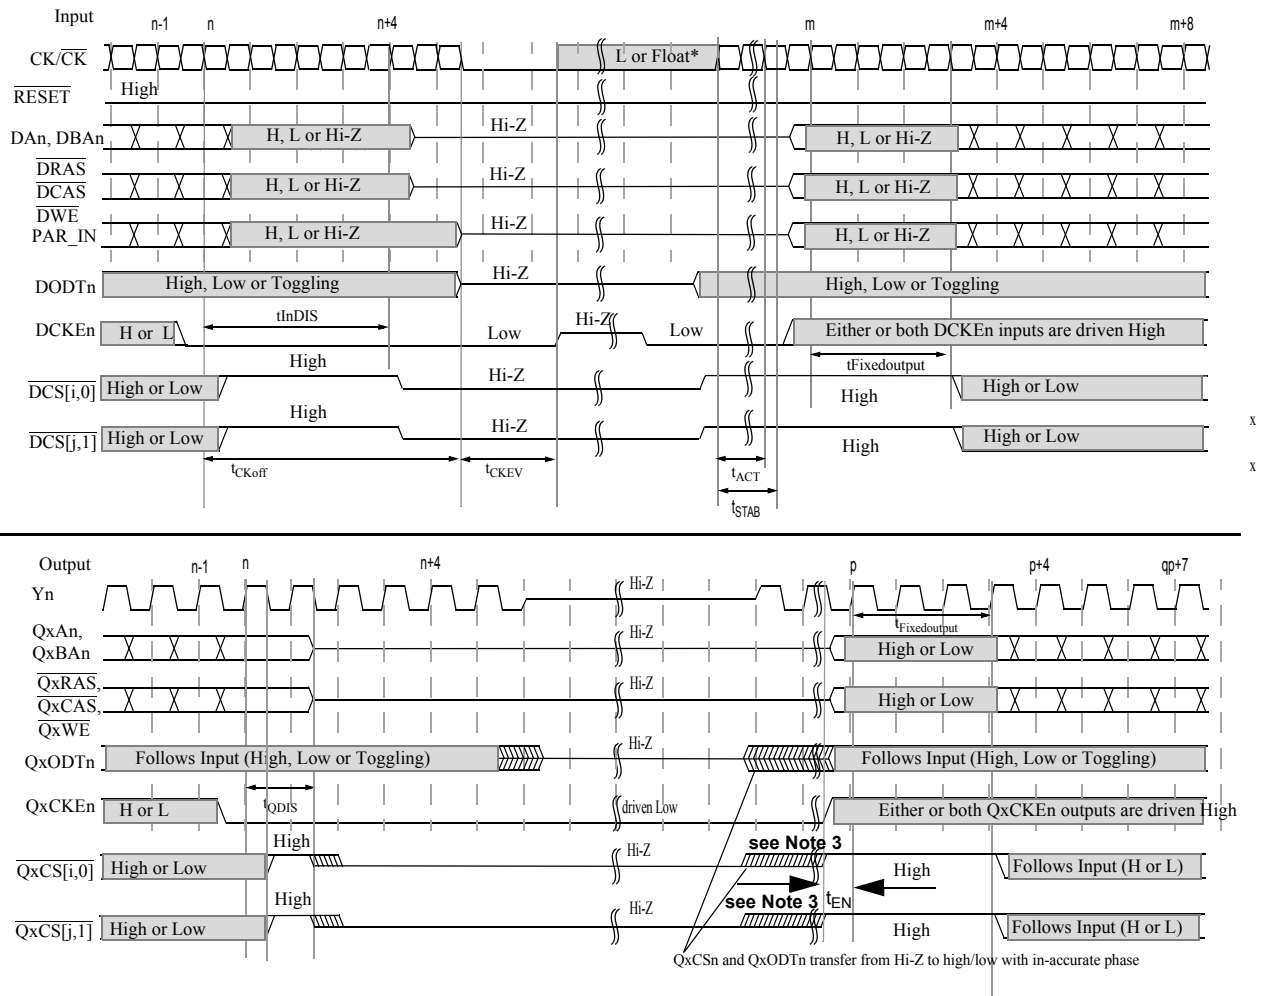 Input n-1 n n+4 m m+4 m+8
CK/CK L or Float*
RESET High
DAn, DBAn H, L or Hi-Z Hi-Z H, L or Hi-Z
DRAS
DCAS H, L or Hi-Z Hi-Z H, L or Hi-Z
DWE
PAR_IN H, L or Hi-Z Hi-Z H, L or Hi-Z
DODTn High, Low or Toggling Hi-Z High, Low or Toggling
tInDIS
DCKEn H or L Low Hi-Z Low Either or both DCKEn inputs are driven High
tFixedoutput
High
DCS[i,0] High or Low Hi-Z High High or Low
High
DCS[j,1] High or Low Hi-Z High High or Low
x
tCKoff tCKEV tACT
x
tSTAB
Output n-1 n n+4 p p+4 qp+7
Yn Hi-Z
tFixedoutput
QxAn,
QxBAn Hi-Z High or Low
QxRAS,
QxCAS, Hi-Z High or Low
QxWE
QxODTn Follows Input (High, Low or Toggling) Hi-Z Follows Input (High, Low or Toggling)
QxCKEn H or L tQDIS driven Low Either or both QxCKEn outputs are driven High
High see Note 3
QxCS[i,0] High or Low Hi-Z High Follows Input (H or L)
High see Note 3 tEN
QxCS[j,1] High or Low Hi-Z High Follows Input (H or L)
QxCSn and QxODTn transfer from Hi-Z to high/low with in-accurate phase